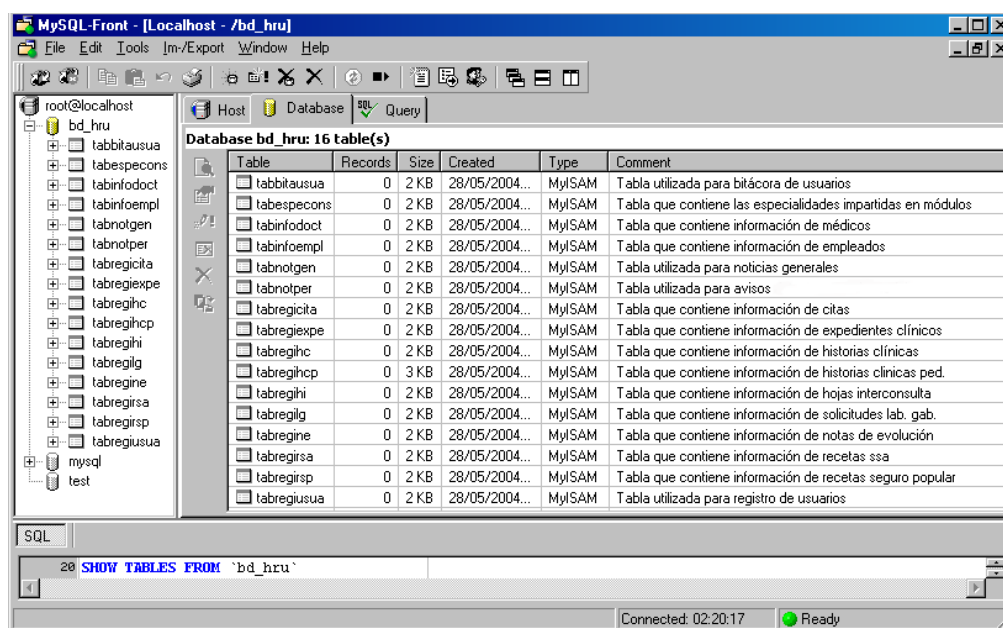 MySQL-Front - [Localhost - /bd_hru]
File Edit Tools Im-/Export Window Help
root@localhost
bd_hru
tabbitausua
tabespecons
tabinfodoct
tabinfoempl
tabnotgen
tabnotper
tabregicita
tabregiexpe
tabregihc
tabregihcp
tabregihi
tabregilg
tabregine
tabregirsa
tabregirsp
tabregiusua
mysql
test
Host Database SQL Query
Database bd_hru: 16 table(s)
Table Records Size Created Type Comment
tabbitausua 0 2 KB 28/05/2004... MyISAM Tabla utilizada para bitácora de usuarios
tabespecons 0 2 KB 28/05/2004... MyISAM Tabla que contiene las especialidades impartidas en módulos
tabinfodoct 0 2 KB 28/05/2004... MyISAM Tabla que contiene información de médicos
tabinfoempl 0 2 KB 28/05/2004... MyISAM Tabla que contiene información de empleados
tabnotgen 0 2 KB 28/05/2004... MyISAM Tabla utilizada para noticias generales
tabnotper 0 2 KB 28/05/2004... MyISAM Tabla utilizada para avisos
tabregicita 0 2 KB 28/05/2004... MyISAM Tabla que contiene información de citas
tabregiexpe 0 2 KB 28/05/2004... MyISAM Tabla que contiene información de expedientes clínicos
tabregihc 0 2 KB 28/05/2004... MyISAM Tabla que contiene información de historias clínicas
tabregihcp 0 3 KB 28/05/2004... MyISAM Tabla que contiene información de historias clinicas ped.
tabregihi 0 2 KB 28/05/2004... MyISAM Tabla que contiene información de hojas interconsulta
tabregilg 0 2 KB 28/05/2004... MyISAM Tabla que contiene información de solicitudes lab. gab.
tabregine 0 2 KB 28/05/2004... MyISAM Tabla que contiene información de notas de evolución
tabregirsa 0 2 KB 28/05/2004... MyISAM Tabla que contiene información de recetas ssa
tabregirsp 0 2 KB 28/05/2004... MyISAM Tabla que contiene información de recetas seguro popular
tabregiusua 0 2 KB 28/05/2004... MyISAM Tabla utilizada para registro de usuarios
SQL
20 SHOW TABLES FROM `bd_hru`
Connected: 02:20:17 Ready